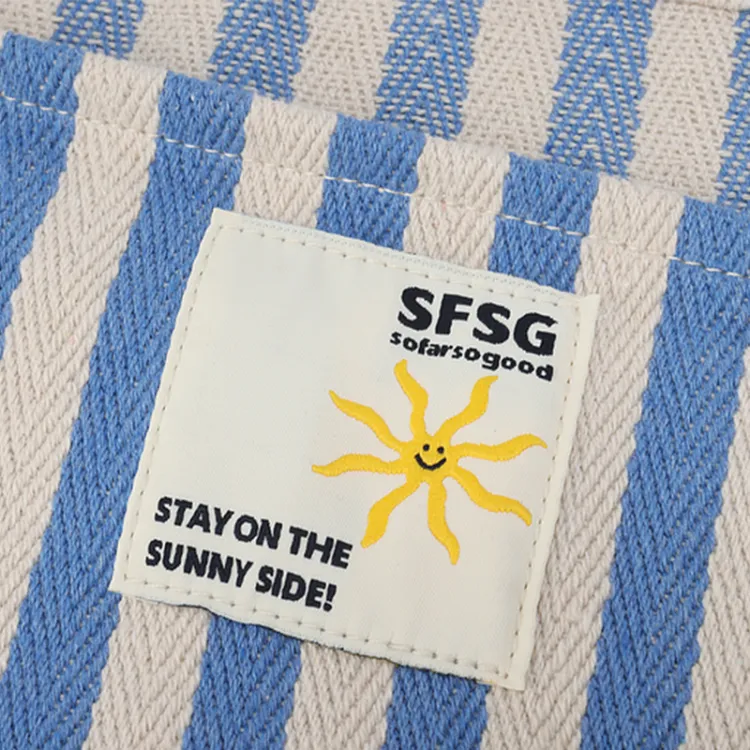 SFSG
sofarsogood
STAY ON THE
SUNNY SIDE!